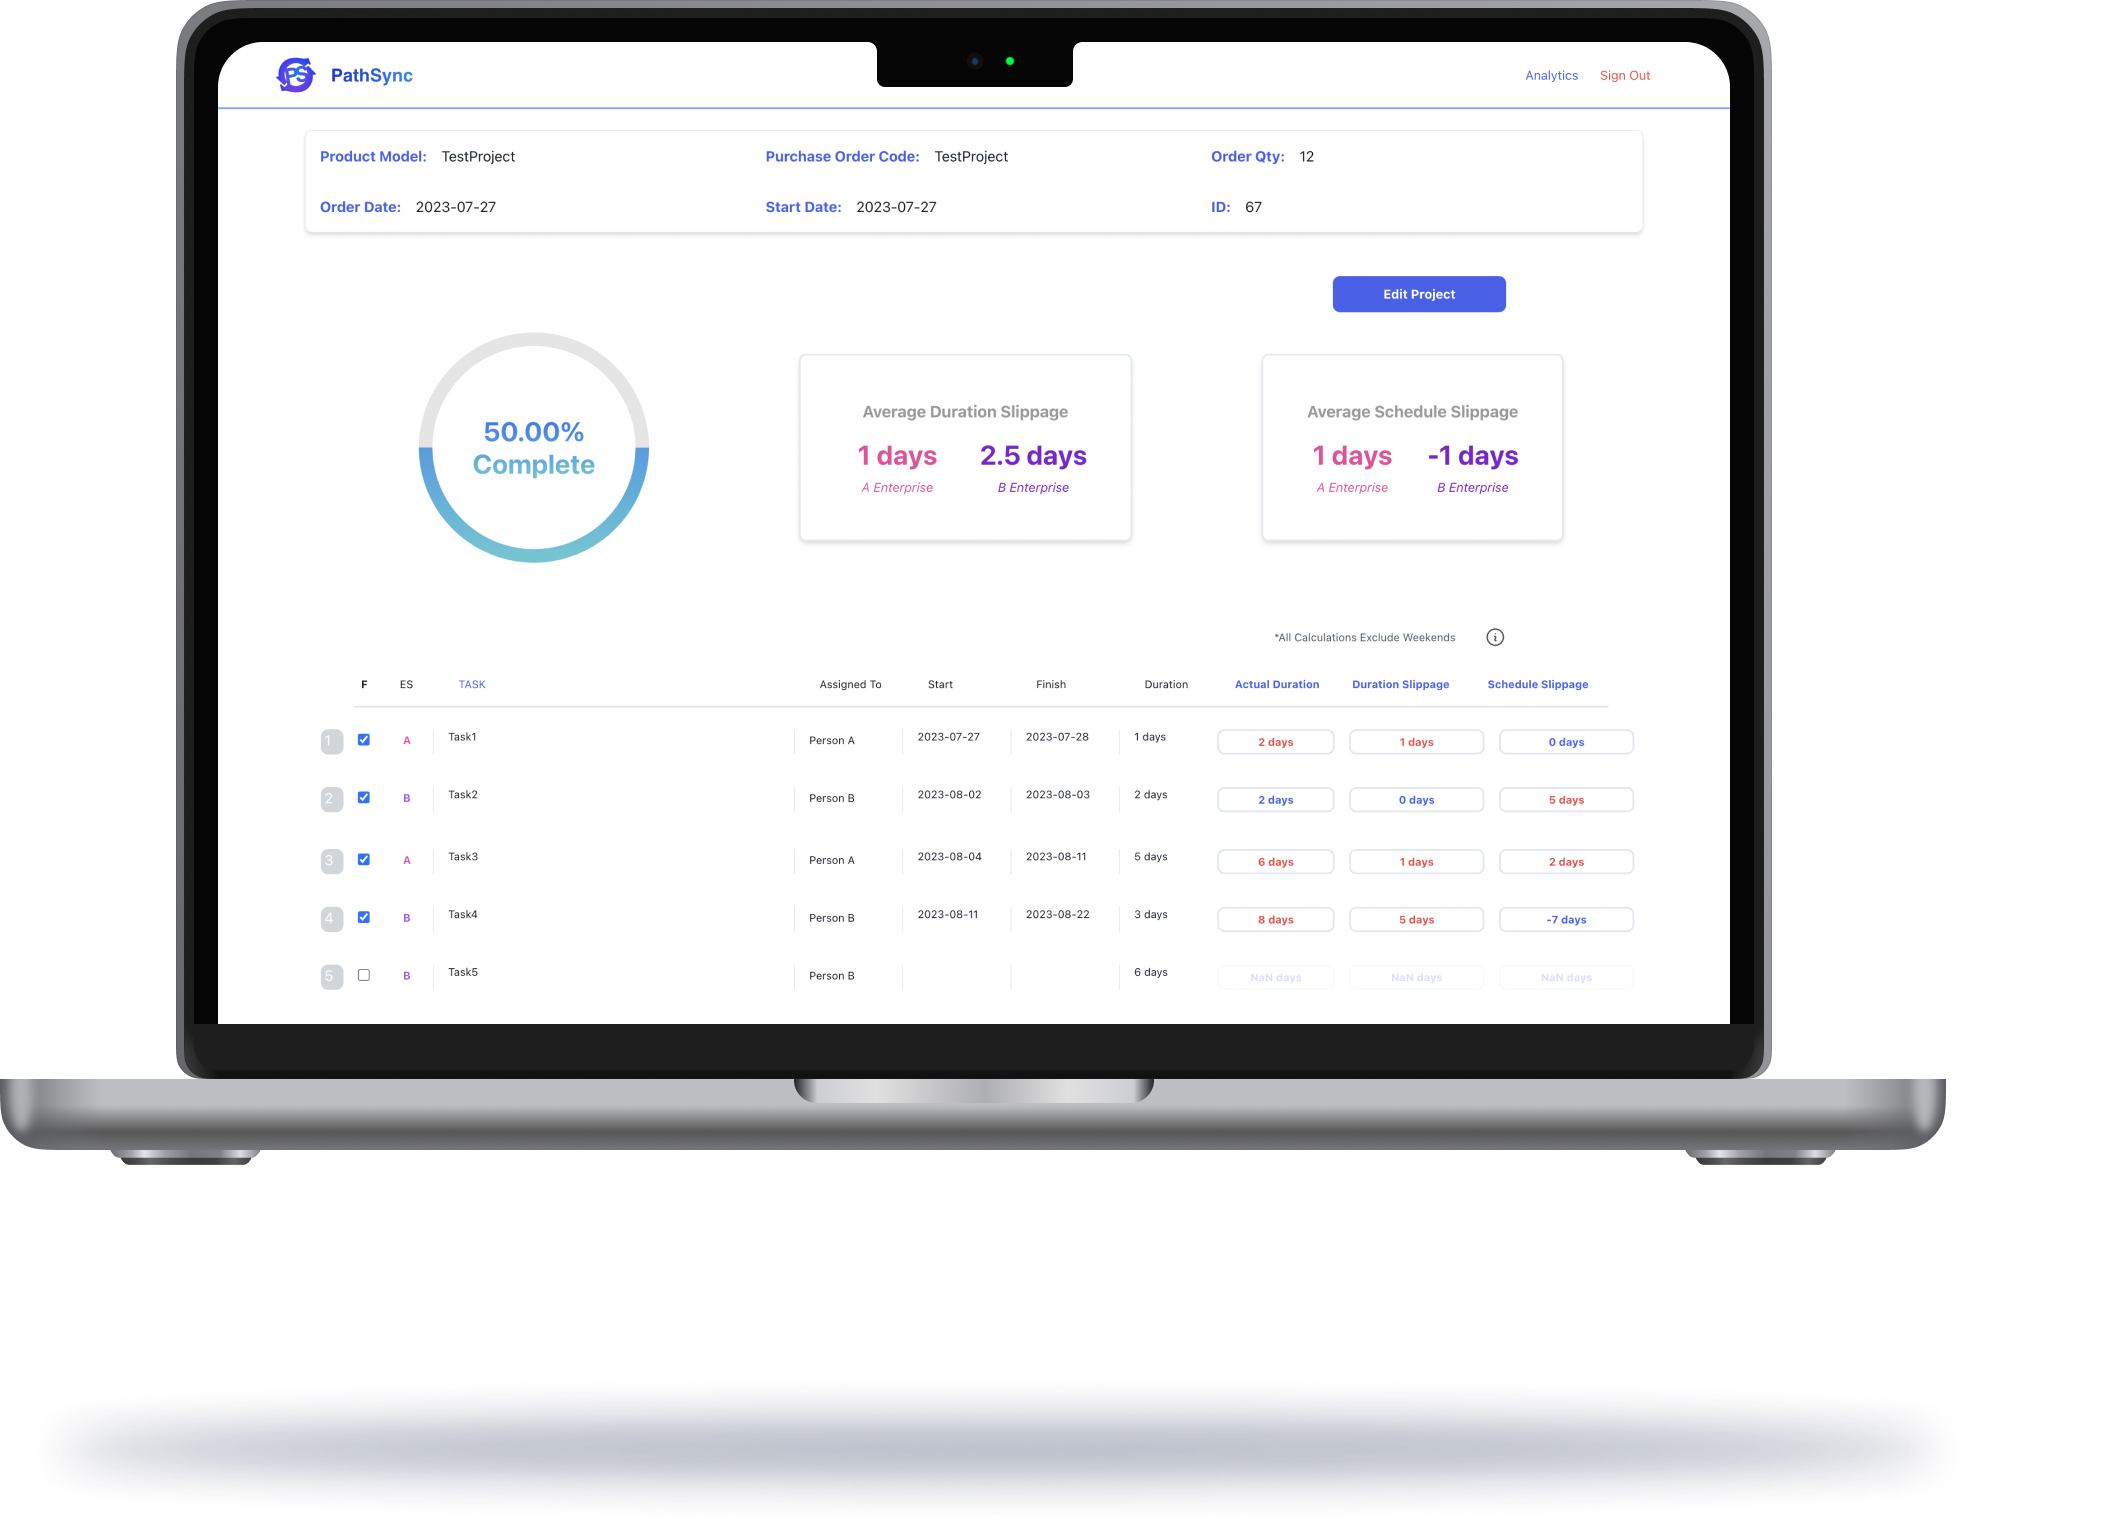 PS PathSync
Analytics Sign Out
Product Model: TestProject Purchase Order Code: TestProject Order Qty: 12
Order Date: 2023-07-27 Start Date: 2023-07-27 ID: 67
Edit Project
50.00%
Complete
Average Duration Slippage
1 days 2.5 days
A Enterprise B Enterprise
Average Schedule Slippage
1 days -1 days
A Enterprise B Enterprise
*All Calculations Exclude Weekends i
F ES TASK Assigned To Start Finish Duration Actual Duration Duration Slippage Schedule Slippage
1 A Task1 Person A 2023-07-27 2023-07-28 1 days 2 days 1 days 0 days
2 B Task2 Person B 2023-08-02 2023-08-03 2 days 2 days 0 days 5 days
3 A Task3 Person A 2023-08-04 2023-08-11 5 days 6 days 1 days 2 days
4 B Task4 Person B 2023-08-11 2023-08-22 3 days 8 days 5 days -7 days
5 B Task5 Person B 6 days NaN days NaN days NaN days